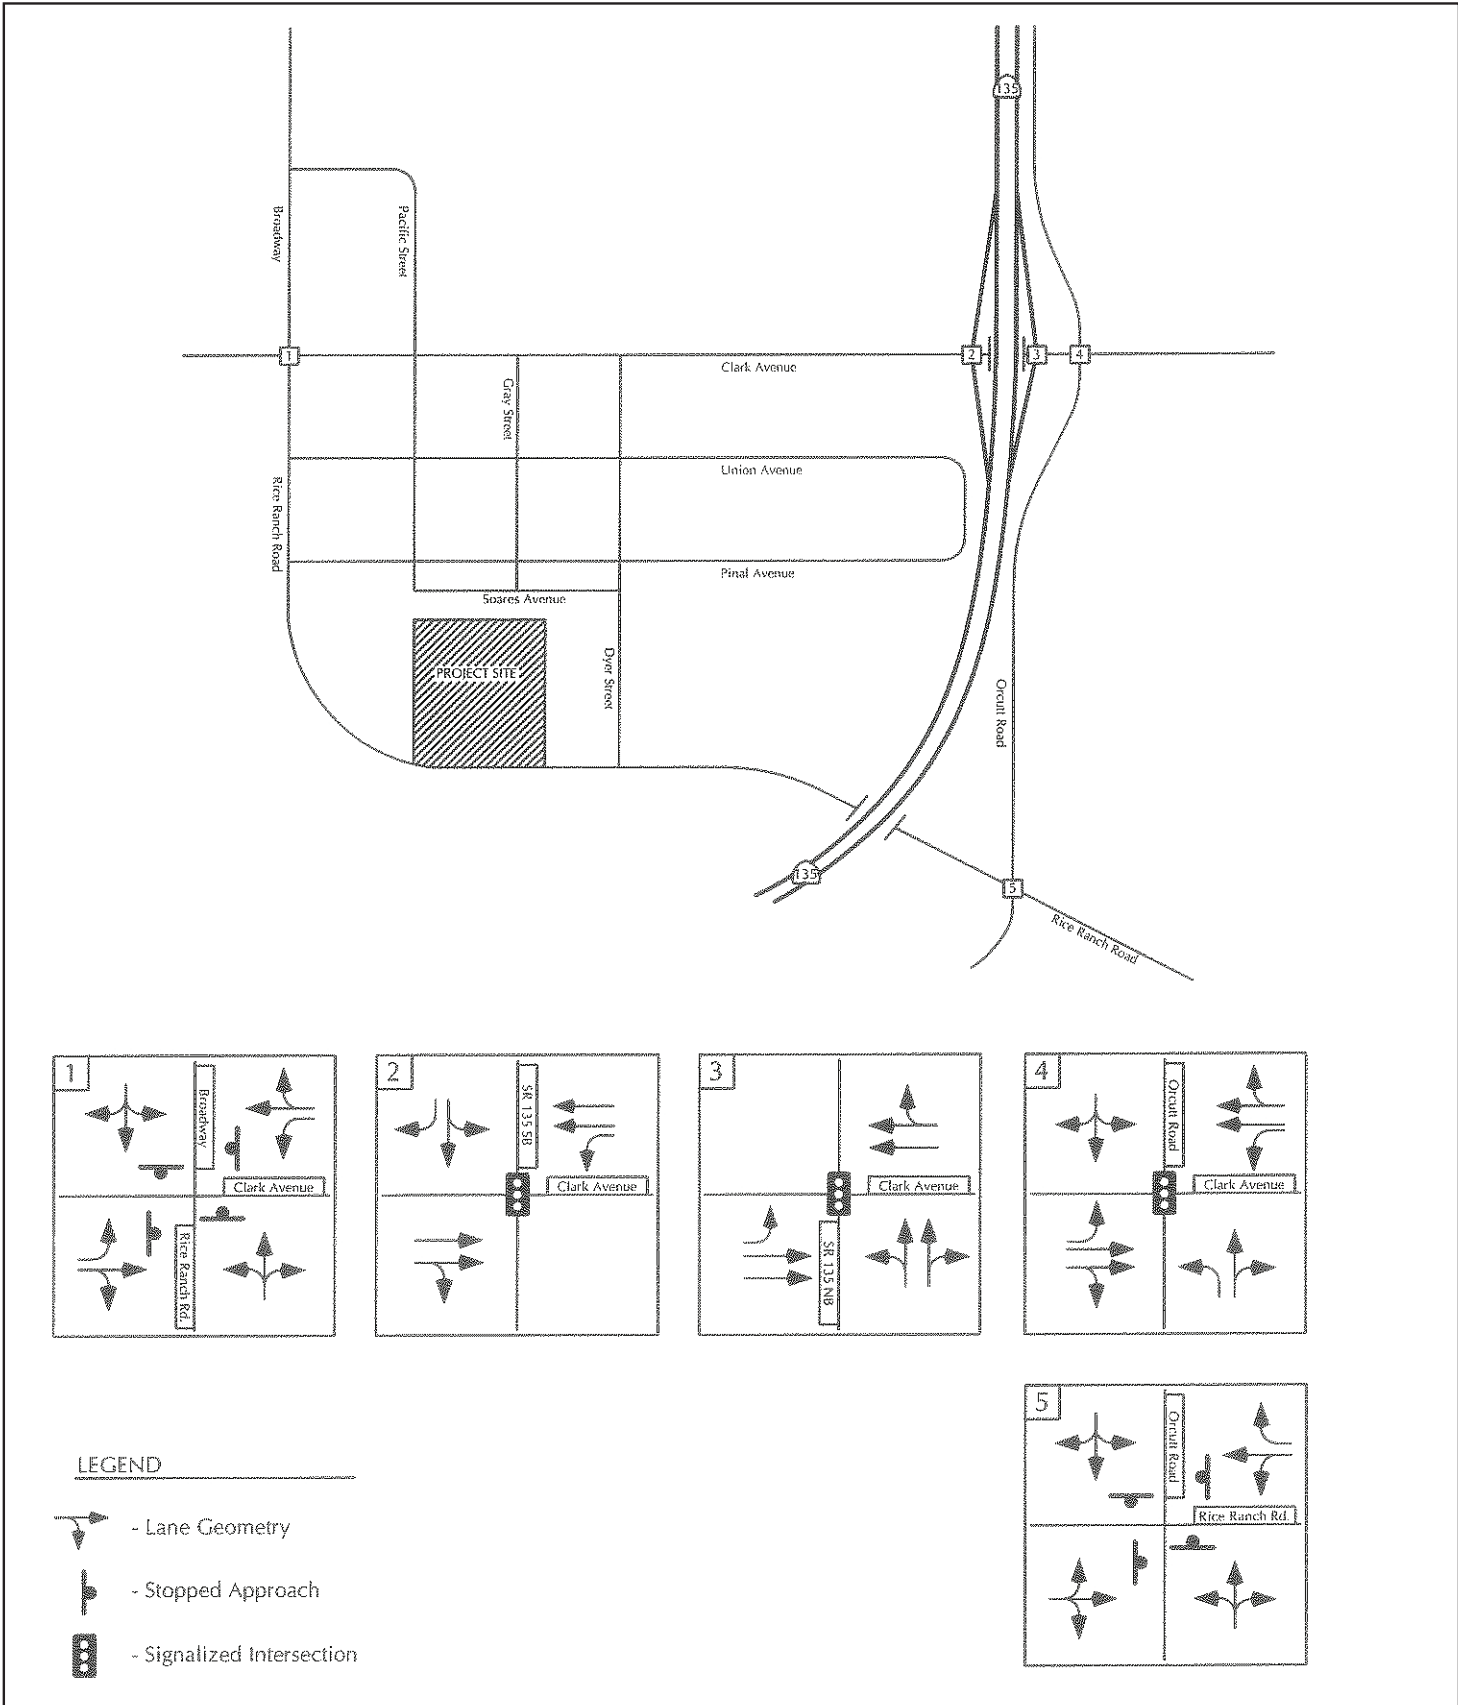 135
Broadway
Pacific Street
1
2
3
4
Clark Avenue
Gray Street
Union Avenue
Rice Ranch Road
Pinal Avenue
Soares Avenue
PROJECT SITE
Dyer Street
Orcutt Road
135
5
Rice Ranch Road
1
Broadway
Clark Avenue
Rice Ranch Rd.
2
SR 135 SB
Clark Avenue
3
Clark Avenue
SR 135 NB
4
Orcutt Road
Clark Avenue
5
Orcutt Road
Rice Ranch Rd.
LEGEND
- Lane Geometry
- Stopped Approach
- Signalized Intersection